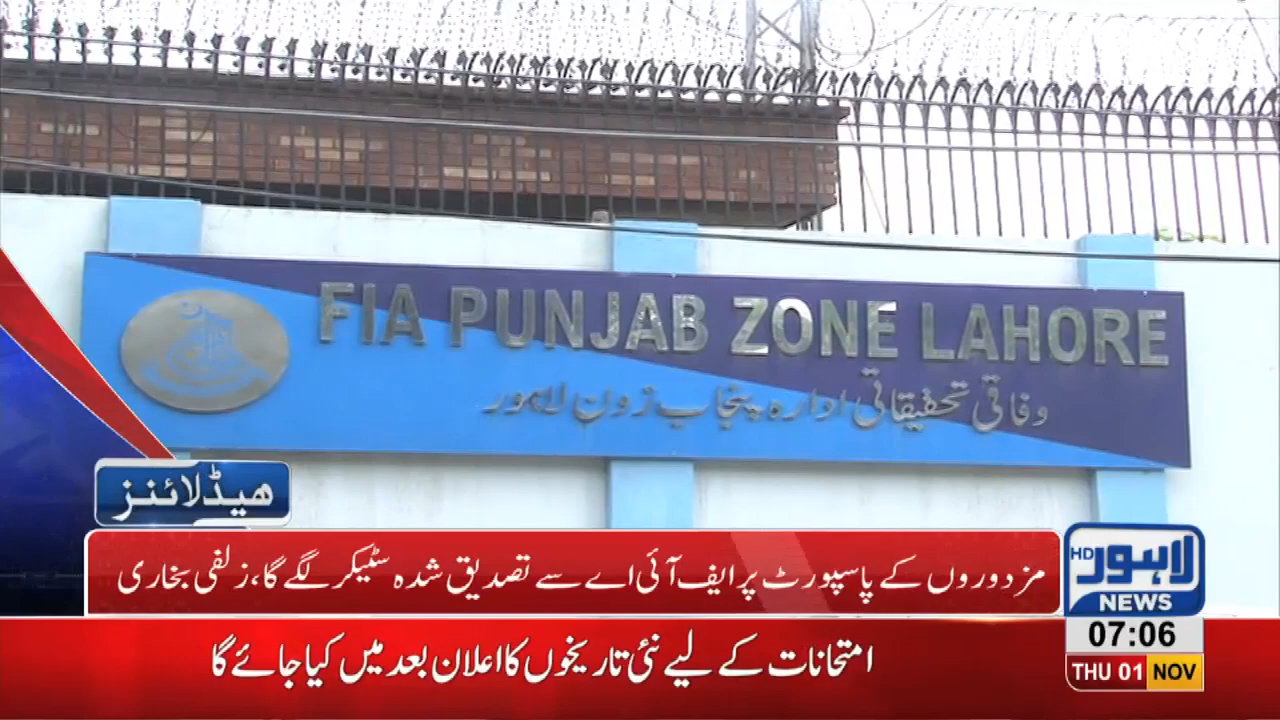 FIA PUNJAB ZONE LAHORE
وفاقی تحقیقاتی ادارہ پنجاب زون لاہور
ھیڈلائنز
مزدوروں کے پاسپورٹ پر ایف آئی اے سے تصدیق شدہ سٹیکر لگے گا، زلفی بخاری
امتحانات کے لیے نئی تاریخوں کا اعلان بعد میں کیا جائے گا
HD لاہور
NEWS
07:06
THU 01 NOV